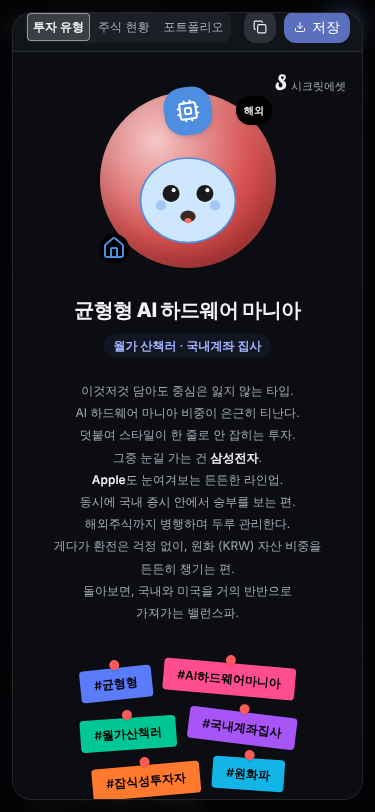 투자 유형 주식 현황 포트폴리오 저장
시크릿에셋
해외
균형형 AI 하드웨어 마니아
월가 산책러 · 국내계좌 집사
이것저것 담아도 중심은 잃지 않는 타입.
AI 하드웨어 마니아 비중이 은근히 티난다.
덧붙여 스타일이 한 줄로 안 잡히는 투자.
그중 눈길 가는 건 삼성전자.
Apple도 눈여겨보는 든든한 라인업.
동시에 국내 증시 안에서 승부를 보는 편.
해외주식까지 병행하며 두루 관리한다.
게다가 환전은 걱정 없이, 원화 (KRW) 자산 비중을
든든히 챙기는 편.
돌아보면, 국내와 미국을 거의 반반으로
가져가는 밸런스파.
#균형형 #AI하드웨어마니아
#월가산책러 #국내계좌집사
#잡식성투자자 #원화파